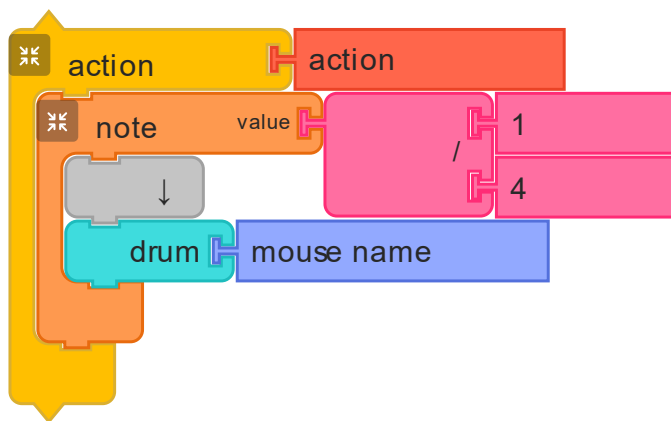 action action
note value / 1
4
↓
drum mouse name